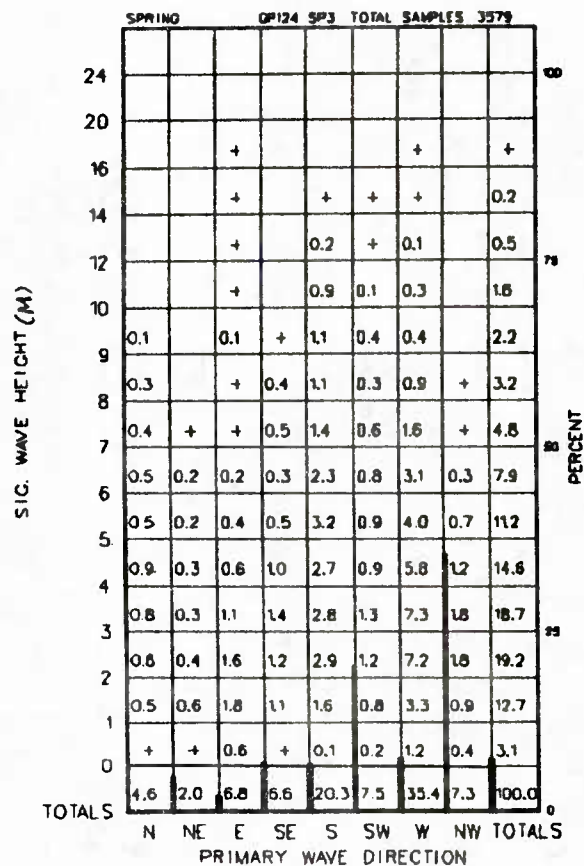 SPRING GP124 SP3 TOTAL SAMPLES 3579
24 100
20
+ + +
16
+ + + + 0.2
14
+ 0.2 + 0.1 0.5
12 75
+ 0.9 0.1 0.3 1.6
10
0.1 0.1 + 1.1 0.4 0.4 2.2
9
0.3 + 0.4 1.1 0.3 0.9 + 3.2
8
0.4 + + 0.5 1.4 0.6 1.6 + 4.8
7 50
0.5 0.2 0.2 0.3 2.3 0.8 3.1 0.3 7.9
6
0.5 0.2 0.4 0.5 3.2 0.9 4.0 0.7 11.2
5
0.9 0.3 0.6 1.0 2.7 0.9 5.8 1.2 14.6
4
0.8 0.3 1.1 1.4 2.8 1.3 7.3 1.8 18.7
3 25
0.6 0.4 1.6 1.2 2.9 1.2 7.2 1.8 19.2
2
0.5 0.6 1.8 1.1 1.6 0.8 3.3 0.9 12.7
1
+ + 0.6 + 0.1 0.2 1.2 0.4 3.1
0
4.6 2.0 6.8 6.6 20.3 7.5 35.4 7.3 100.0
TOTALS 0
N NE E SE S SW W NW TOTALS
PRIMARY WAVE DIRECTION
SIG. WAVE HEIGHT (M)
PERCENT